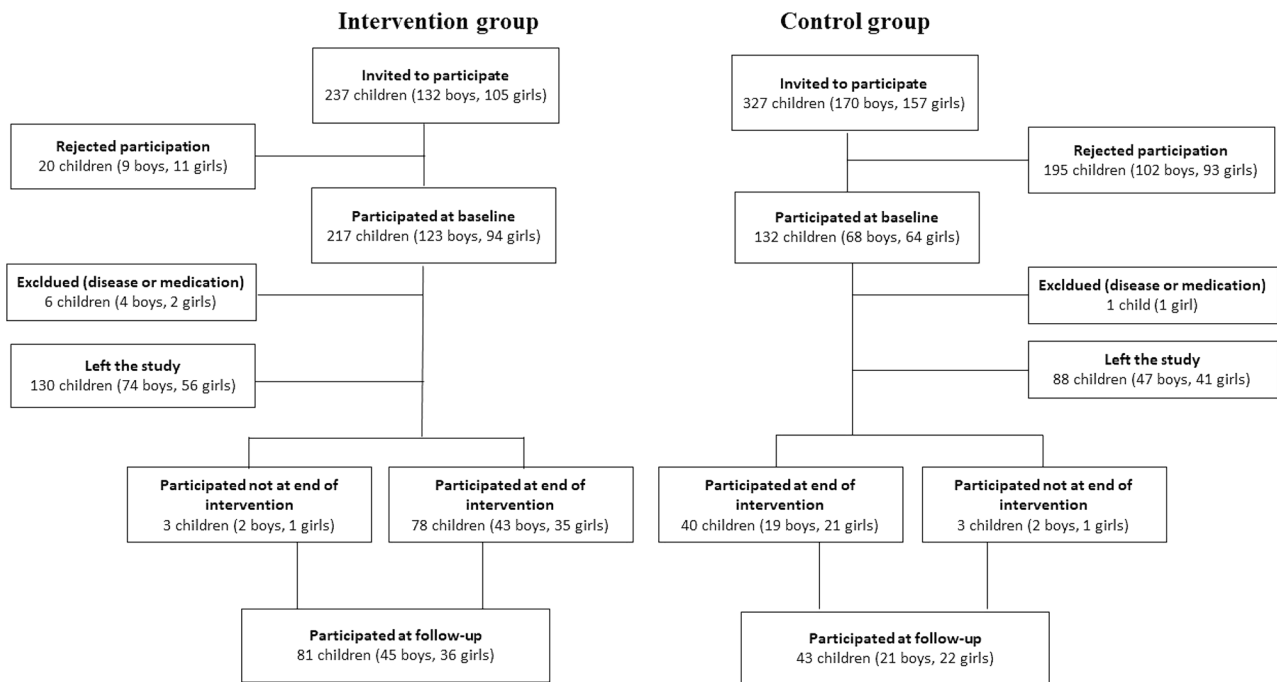 Intervention group
Invited to participate
237 children (132 boys, 105 girls)
Rejected participation
20 children (9 boys, 11 girls)
Participated at baseline
217 children (123 boys, 94 girls)
Excldued (disease or medication)
6 children (4 boys, 2 girls)
Left the study
130 children (74 boys, 56 girls)
Participated not at end of
intervention
3 children (2 boys, 1 girls)
Participated at end of
intervention
78 children (43 boys, 35 girls)
Participated at follow-up
81 children (45 boys, 36 girls)
Control group
Invited to participate
327 children (170 boys, 157 girls)
Rejected participation
195 children (102 boys, 93 girls)
Participated at baseline
132 children (68 boys, 64 girls)
Excldued (disease or medication)
1 child (1 girl)
Left the study
88 children (47 boys, 41 girls)
Participated at end of
intervention
40 children (19 boys, 21 girls)
Participated not at end of
intervention
3 children (2 boys, 1 girls)
Participated at follow-up
43 children (21 boys, 22 girls)